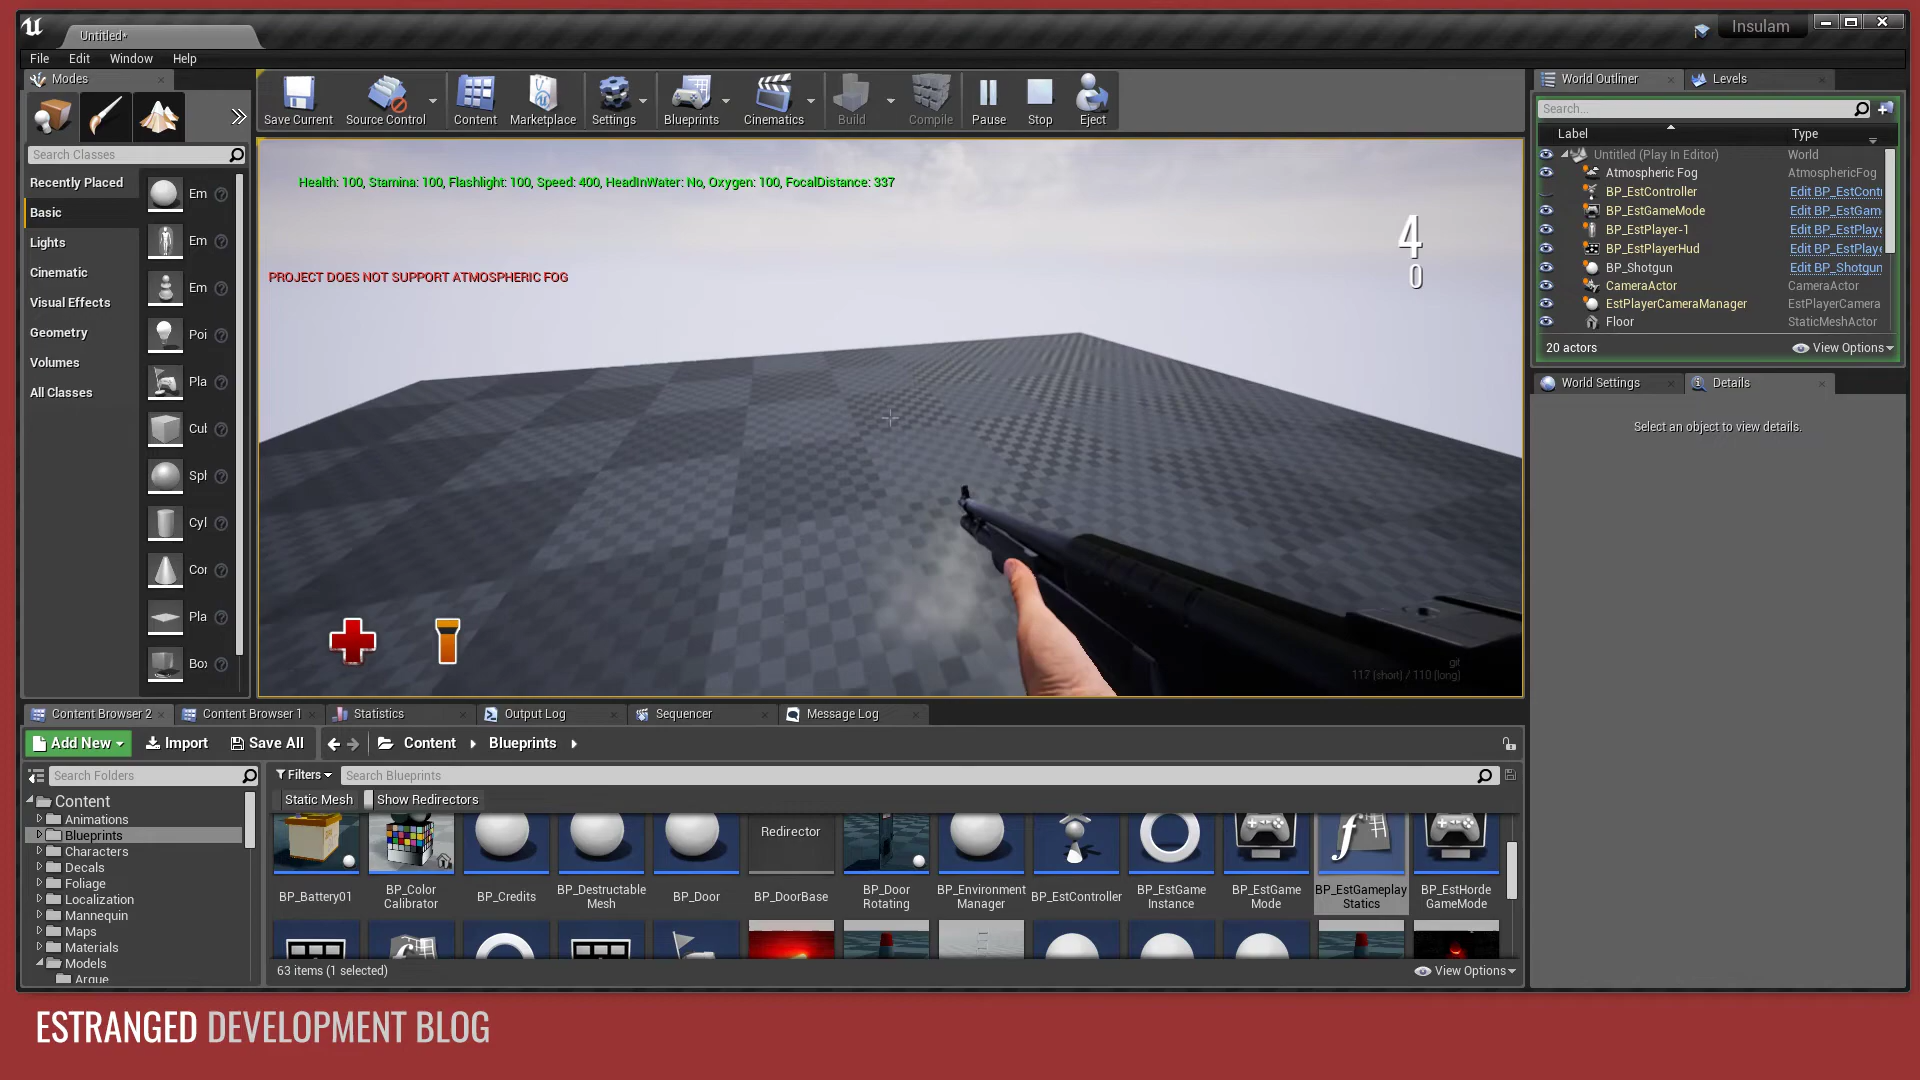 Untitled*
Insulam
File Edit Window Help
Modes
Search Classes
Recently Placed
Basic
Lights
Cinematic
Visual Effects
Geometry
Volumes
All Classes
Em
Em
Em
Poi
Pla
Cul
Sph
Cyl
Cor
Pla
Box
Save Current
Source Control
Content
Marketplace
Settings
Blueprints
Cinematics
Build
Compile
Pause
Stop
Eject
Health: 100, Stamina: 100, Flashlight: 100, Speed: 400, HeadInWater: No, Oxygen: 100, FocalDistance: 337
4
0
PROJECT DOES NOT SUPPORT ATMOSPHERIC FOG
gif
117 (short) / 110 (long)
World Outliner
Levels
Search...
Label Type
Untitled (Play In Editor) World
Atmospheric Fog AtmosphericFog
BP_EstController Edit BP_EstContr
BP_EstGameMode Edit BP_EstGam
BP_EstPlayer-1 Edit BP_EstPlaye
BP_EstPlayerHud Edit BP_EstPlaye
BP_Shotgun Edit BP_Shotgun
CameraActor CameraActor
EstPlayerCameraManager EstPlayerCamera
Floor StaticMeshActor
20 actors
View Options
World Settings
Details
Select an object to view details.
Content Browser 2
Content Browser 1
Statistics
Output Log
Sequencer
Message Log
Add New
Import
Save All
Content
Blueprints
Search Folders
Filters
Search Blueprints
Static Mesh
Show Redirectors
Content
Animations
Blueprints
Characters
Decals
Foliage
Localization
Mannequin
Maps
Materials
Models
Argue
Redirector
BP_Battery01
BP_Color
Calibrator
BP_Credits
BP_Destructable
Mesh
BP_Door
BP_DoorBase
BP_Door
Rotating
BP_Environment
Manager
BP_EstController
BP_EstGame
Instance
BP_EstGame
Mode
BP_EstGameplay
Statics
BP_EstHorde
GameMode
63 items (1 selected)
View Options
ESTRANGED DEVELOPMENT BLOG